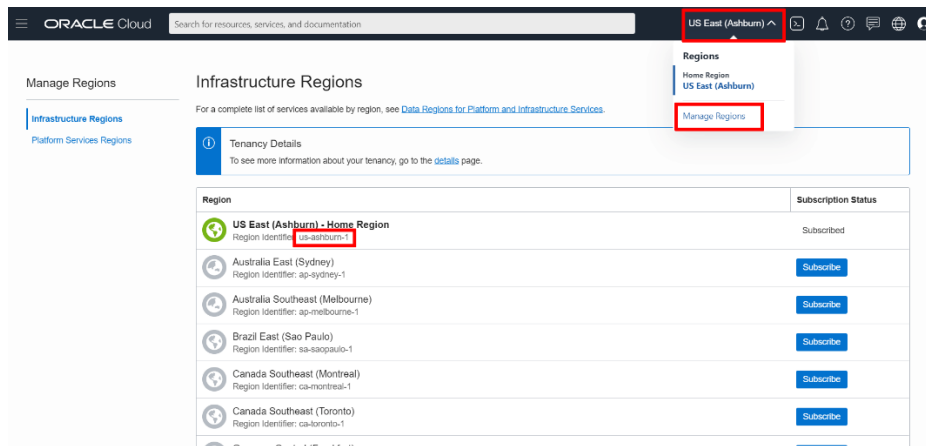 ORACLE Cloud
Search for resources, services, and documentation
US East (Ashburn)
Regions
Home Region
US East (Ashburn)
Manage Regions
Manage Regions
Infrastructure Regions
Platform Services Regions
Infrastructure Regions
For a complete list of services available by region, see Data Regions for Platform and Infrastructure Services.
Tenancy Details
To see more information about your tenancy, go to the details page.
Region Subscription Status
US East (Ashburn) - Home Region
Region Identifier: us-ashburn-1
Subscribed
Australia East (Sydney)
Region Identifier: ap-sydney-1
Subscribe
Australia Southeast (Melbourne)
Region Identifier: ap-melbourne-1
Subscribe
Brazil East (Sao Paulo)
Region Identifier: sa-saopaulo-1
Subscribe
Canada Southeast (Montreal)
Region Identifier: ca-montreal-1
Subscribe
Canada Southeast (Toronto)
Region Identifier: ca-toronto-1
Subscribe